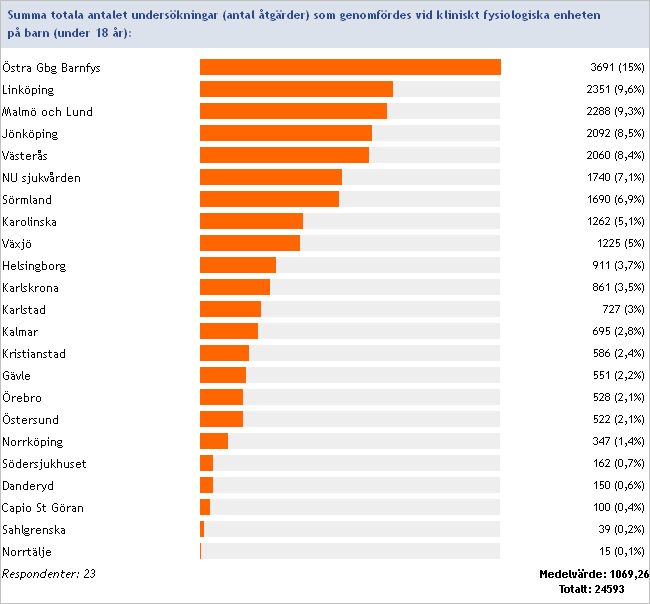 Summa totala antalet undersökningar (antal åtgärder) som genomfördes vid kliniskt fysiologiska enheten
på barn (under 18 år):
Östra Gbg Barnfys 3691 (15%)
Linköping 2351 (9,6%)
Malmö och Lund 2288 (9,3%)
Jönköping 2092 (8,5%)
Västerås 2060 (8,4%)
NU sjukvården 1740 (7,1%)
Sörmland 1690 (6,9%)
Karolinska 1262 (5,1%)
Växjö 1225 (5%)
Helsingborg 911 (3,7%)
Karlskrona 861 (3,5%)
Karlstad 727 (3%)
Kalmar 695 (2,8%)
Kristianstad 586 (2,4%)
Gävle 551 (2,2%)
Örebro 528 (2,1%)
Östersund 522 (2,1%)
Norrköping 347 (1,4%)
Södersjukhuset 162 (0,7%)
Danderyd 150 (0,6%)
Capio St Göran 100 (0,4%)
Sahlgrenska 39 (0,2%)
Norrtälje 15 (0,1%)
Respondenter: 23 Medelvärde: 1069,26
Totalt: 24593